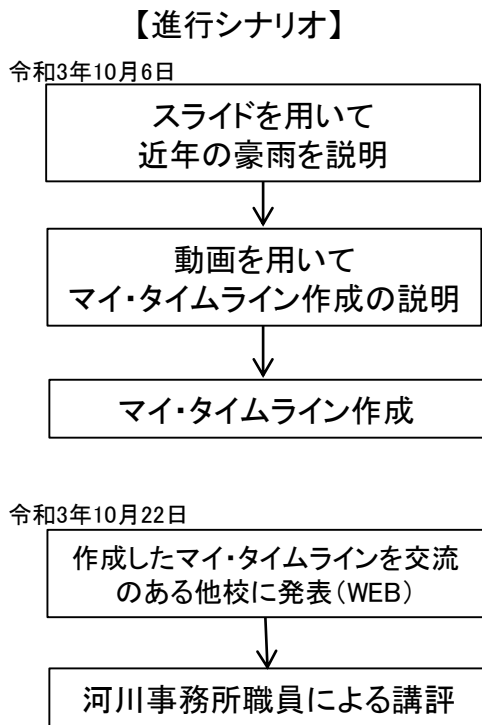 【進行シナリオ】
令和3年10月6日
スライドを用いて
近年の豪雨を説明
動画を用いて
マイ・タイムライン作成の説明
マイ・タイムライン作成
令和3年10月22日
作成したマイ・タイムラインを交流
のある他校に発表(WEB)
河川事務所職員による講評